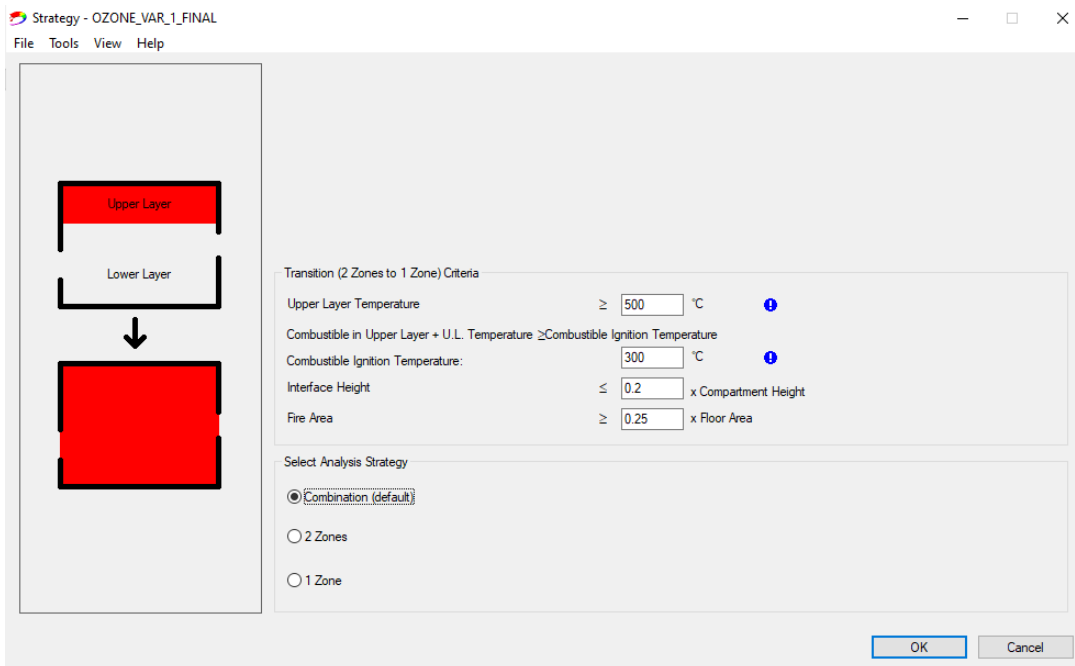 Strategy - OZONE_VAR_1_FINAL
File Tools View Help
Upper Layer
Lower Layer
Transition (2 Zones to 1 Zone) Criteria
Upper Layer Temperature ≥ 500 °C
Combustible in Upper Layer + U.L. Temperature ≥Combustible Ignition Temperature
Combustible Ignition Temperature: 300 °C
Interface Height ≤ 0.2 x Compartment Height
Fire Area ≥ 0.25 x Floor Area
Select Analysis Strategy
Combination (default)
2 Zones
1 Zone
OK Cancel